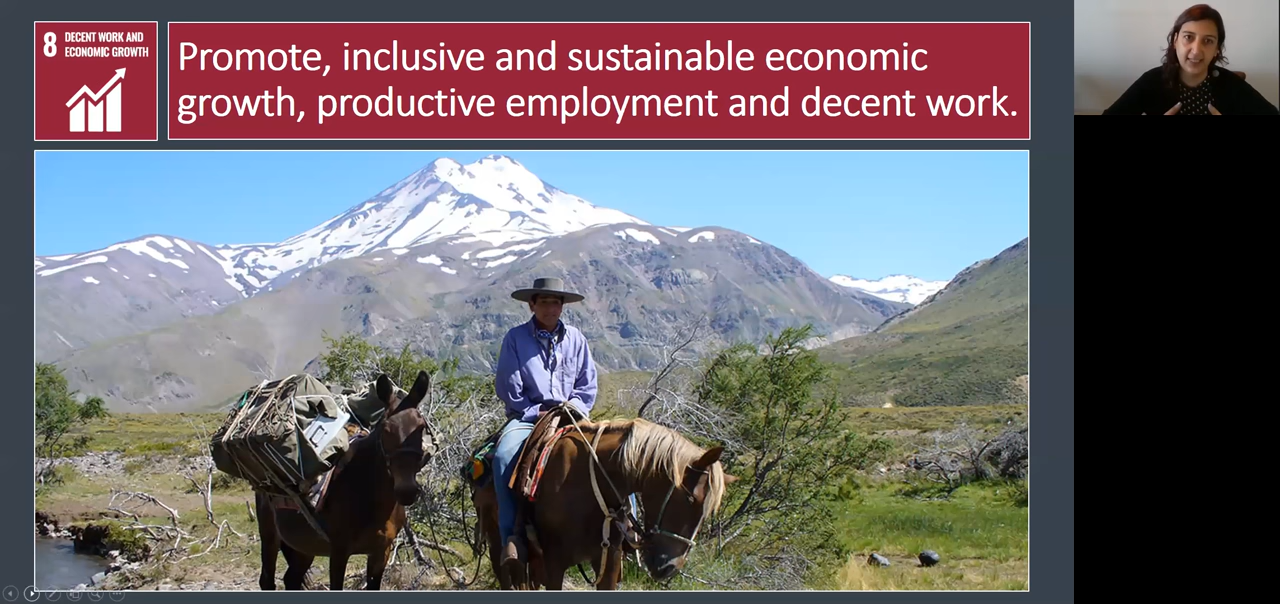 8 DECENT WORK AND
ECONOMIC GROWTH
Promote, inclusive and sustainable economic
growth, productive employment and decent work.